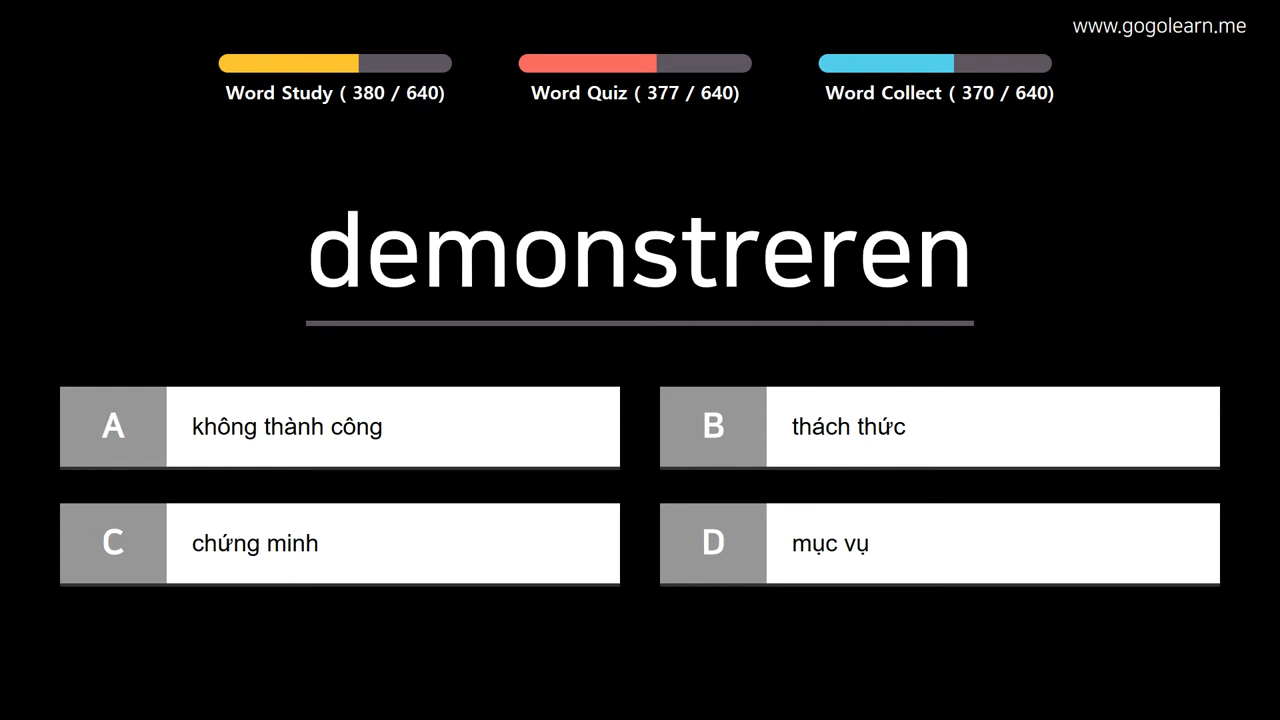 www.gogolearn.me
Word Study ( 380 / 640)
Word Quiz ( 377 / 640)
Word Collect ( 370 / 640)
demonstreren
A
không thành công
B
thách thức
C
chứng minh
D
mục vụ